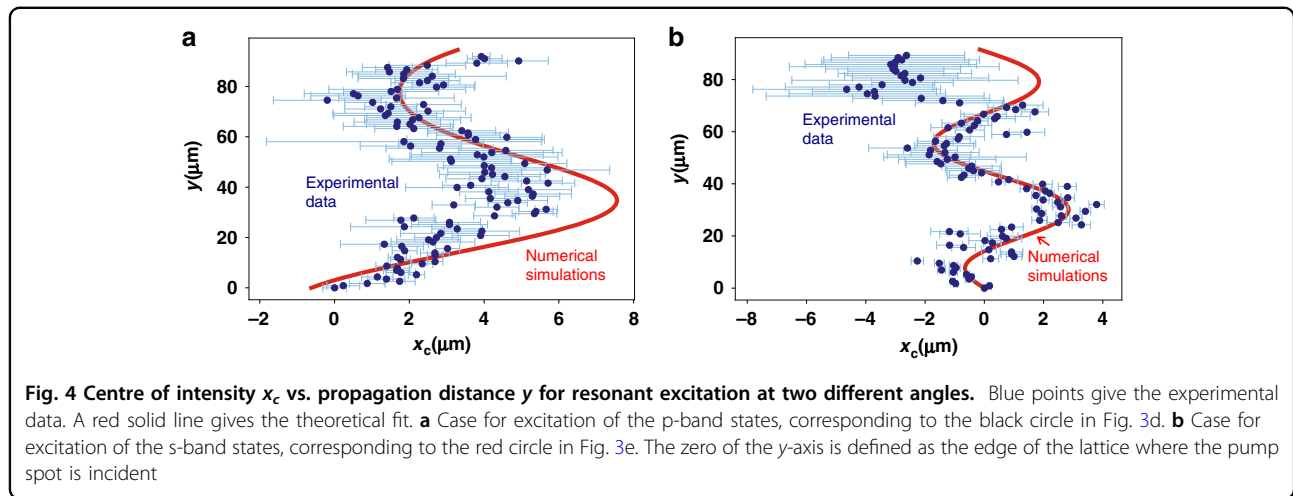 a
b
80
60
40
20
0
y(μm)
Experimental
data
Numerical
simulations
−2
0
2
4
6
8
x_c(μm)
80
60
40
20
0
y(μm)
Experimental
data
Numerical
simulations
−8
−6
−4
−2
0
2
4
x_c(μm)
Fig. 4 Centre of intensity x_c vs. propagation distance y for resonant excitation at two different angles. Blue points give the experimental
data. A red solid line gives the theoretical fit. a Case for excitation of the p-band states, corresponding to the black circle in Fig. 3d. b Case for
excitation of the s-band states, corresponding to the red circle in Fig. 3e. The zero of the y-axis is defined as the edge of the lattice where the pump
spot is incident